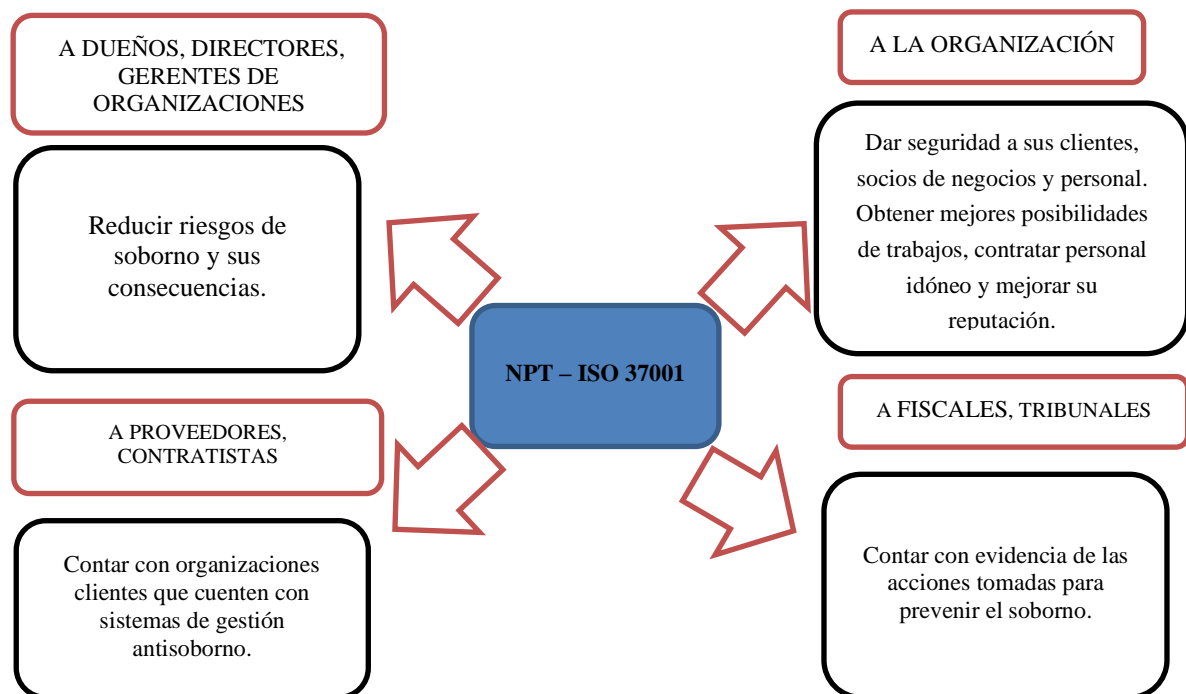 A DUEÑOS, DIRECTORES,
GERENTES DE
ORGANIZACIONES
Reducir riesgos de
soborno y sus
consecuencias.
A LA ORGANIZACIÓN
Dar seguridad a sus clientes,
socios de negocios y personal.
Obtener mejores posibilidades
de trabajos, contratar personal
idóneo y mejorar su
reputación.
NPT – ISO 37001
A PROVEEDORES,
CONTRATISTAS
Contar con organizaciones
clientes que cuenten con
sistemas de gestión
antisoborno.
A FISCALES, TRIBUNALES
Contar con evidencia de las
acciones tomadas para
prevenir el soborno.